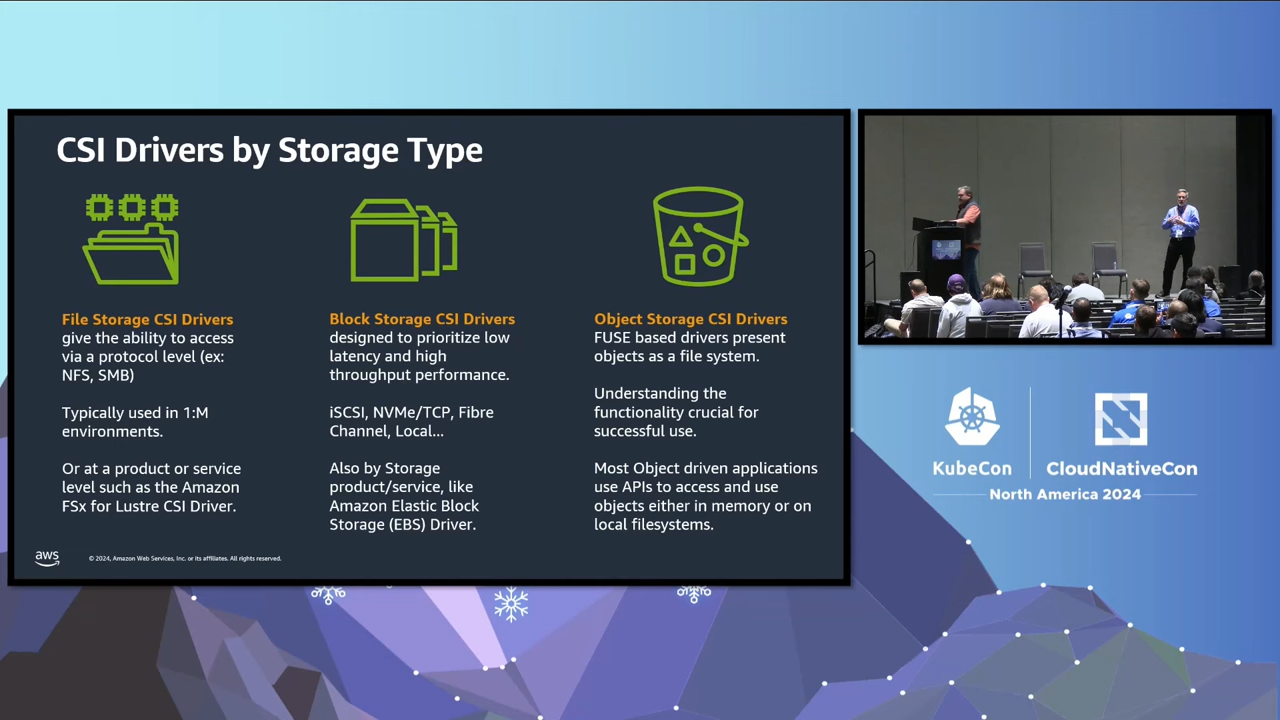 CSI Drivers by Storage Type
File Storage CSI Drivers
give the ability to access
via a protocol level (ex:
NFS, SMB)
Typically used in 1:M
environments.
Or at a product or service
level such as the Amazon
FSx for Lustre CSI Driver.
Block Storage CSI Drivers
designed to prioritize low
latency and high
throughput performance.
iSCSI, NVMe/TCP, Fibre
Channel, Local...
Also by Storage
product/service, like
Amazon Elastic Block
Storage (EBS) Driver.
Object Storage CSI Drivers
FUSE based drivers present
objects as a file system.
Understanding the
functionality crucial for
successful use.
Most Object driven applications
use APIs to access and use
objects either in memory or on
local filesystems.
aws
© 2024, Amazon Web Services, Inc. or its affiliates. All rights reserved.
KubeCon
CloudNativeCon
North America 2024